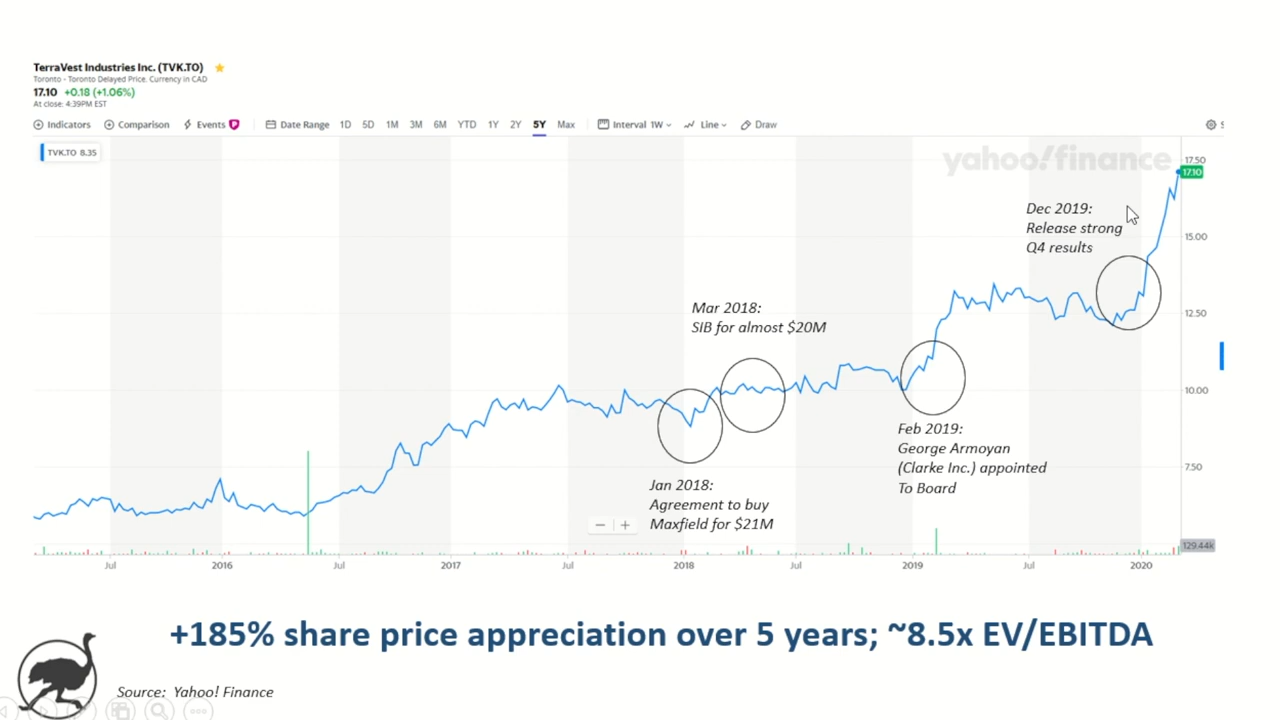 TerraVest Industries Inc. (TVK.TO)
Toronto - Toronto Delayed Price. Currency in CAD
17.10 +0.18 (+1.06%)
At close: 4:39PM EST
Indicators Comparison Events P Date Range 1D 5D 1M 3M 6M YTD 1Y 2Y 5Y Max Interval 1W Line Draw S
TVK.TO 8.35
yahoo!finance
17.50
17.10
Dec 2019:
Release strong
Q4 results
15.00
Mar 2018:
SIB for almost $20M
12.50
10.00
Feb 2019:
George Armoyan
(Clarke Inc.) appointed
To Board
7.50
Jan 2018:
Agreement to buy
Maxfield for $21M
129.44k
Jul 2016 Jul 2017 Jul 2018 Jul 2019 Jul 2020
+185% share price appreciation over 5 years; ~8.5x EV/EBITDA
Source: Yahoo! Finance